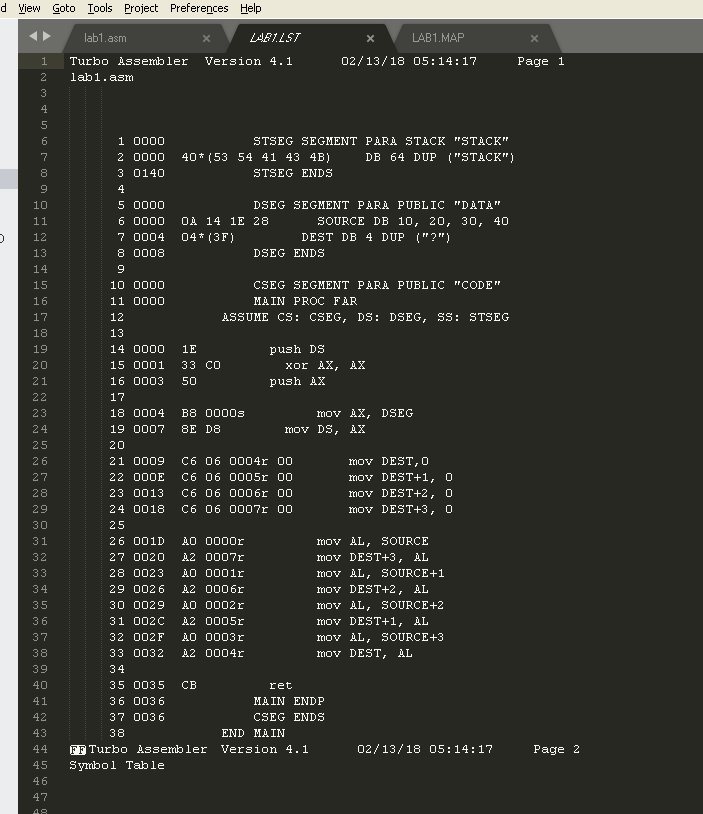 d View Goto Tools Project Preferences Help
lab1.asm × LAB1.LST × LAB1.MAP ×
1 Turbo Assembler Version 4.1 02/13/18 05:14:17 Page 1
2 lab1.asm
3
4
5
6 1 0000 STSEG SEGMENT PARA STACK "STACK"
7 2 0000 40*(53 54 41 43 4B) DB 64 DUP ("STACK")
8 3 0140 STSEG ENDS
9 4
10 5 0000 DSEG SEGMENT PARA PUBLIC "DATA"
11 6 0000 0A 14 1E 28 SOURCE DB 10, 20, 30, 40
12 7 0004 04*(3F) DEST DB 4 DUP ("?")
13 8 0008 DSEG ENDS
14 9
15 10 0000 CSEG SEGMENT PARA PUBLIC "CODE"
16 11 0000 MAIN PROC FAR
17 12 ASSUME CS: CSEG, DS: DSEG, SS: STSEG
18 13
19 14 0000 1E push DS
20 15 0001 33 C0 xor AX, AX
21 16 0003 50 push AX
22 17
23 18 0004 B8 0000s mov AX, DSEG
24 19 0007 8E D8 mov DS, AX
25 20
26 21 0009 C6 06 0004r 00 mov DEST,0
27 22 000E C6 06 0005r 00 mov DEST+1, 0
28 23 0013 C6 06 0006r 00 mov DEST+2, 0
29 24 0018 C6 06 0007r 00 mov DEST+3, 0
30 25
31 26 001D A0 0000r mov AL, SOURCE
32 27 0020 A2 0007r mov DEST+3, AL
33 28 0023 A0 0001r mov AL, SOURCE+1
34 29 0026 A2 0006r mov DEST+2, AL
35 30 0029 A0 0002r mov AL, SOURCE+2
36 31 002C A2 0005r mov DEST+1, AL
37 32 002F A0 0003r mov AL, SOURCE+3
38 33 0032 A2 0004r mov DEST, AL
39 34
40 35 0035 CB ret
41 36 0036 MAIN ENDP
42 37 0036 CSEG ENDS
43 38 END MAIN
44 FF Turbo Assembler Version 4.1 02/13/18 05:14:17 Page 2
45 Symbol Table
46
47
48